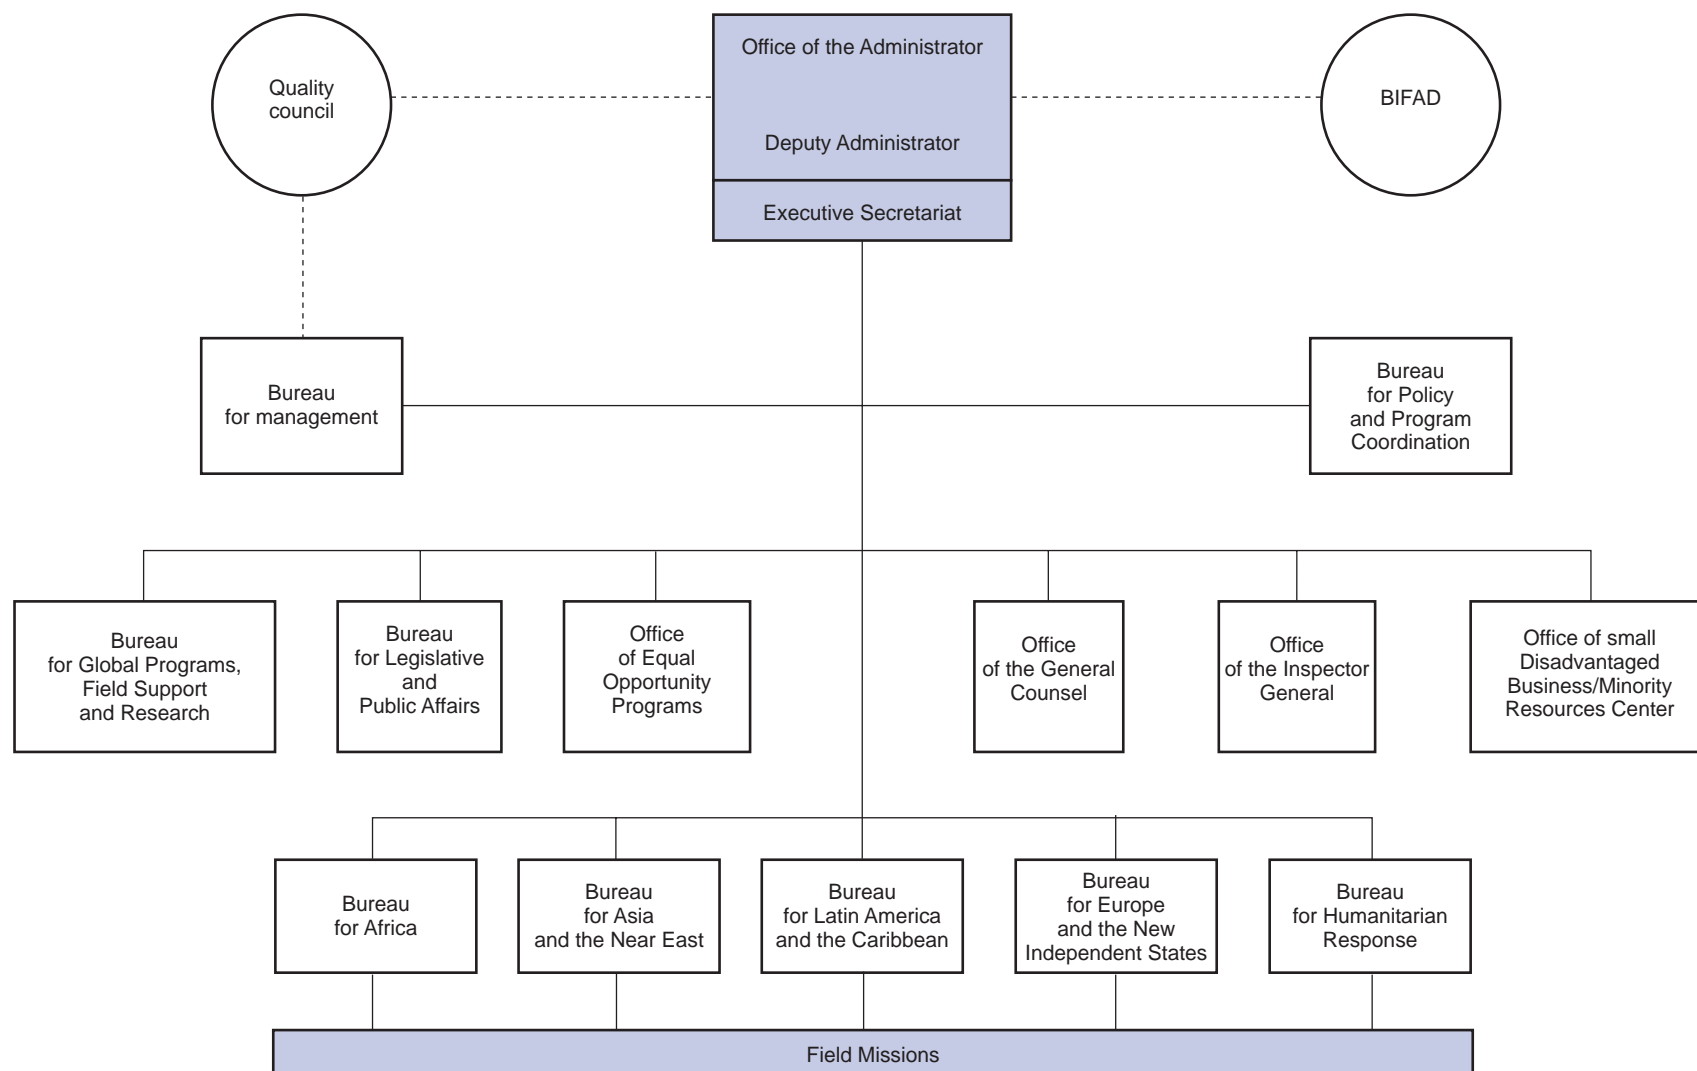 Quality
council
Office of the Administrator
Deputy Administrator
Executive Secretariat
BIFAD
Bureau
for management
Bureau
for Policy
and Program
Coordination
Bureau
for Global Programs,
Field Support
and Research
Bureau
for Legislative
and
Public Affairs
Office
of Equal
Opportunity
Programs
Office
of the General
Counsel
Office
of the Inspector
General
Office of small
Disadvantaged
Business/Minority
Resources Center
Bureau
for Africa
Bureau
for Asia
and the Near East
Bureau
for Latin America
and the Caribbean
Bureau
for Europe
and the New
Independent States
Bureau
for Humanitarian
Response
Field Missions